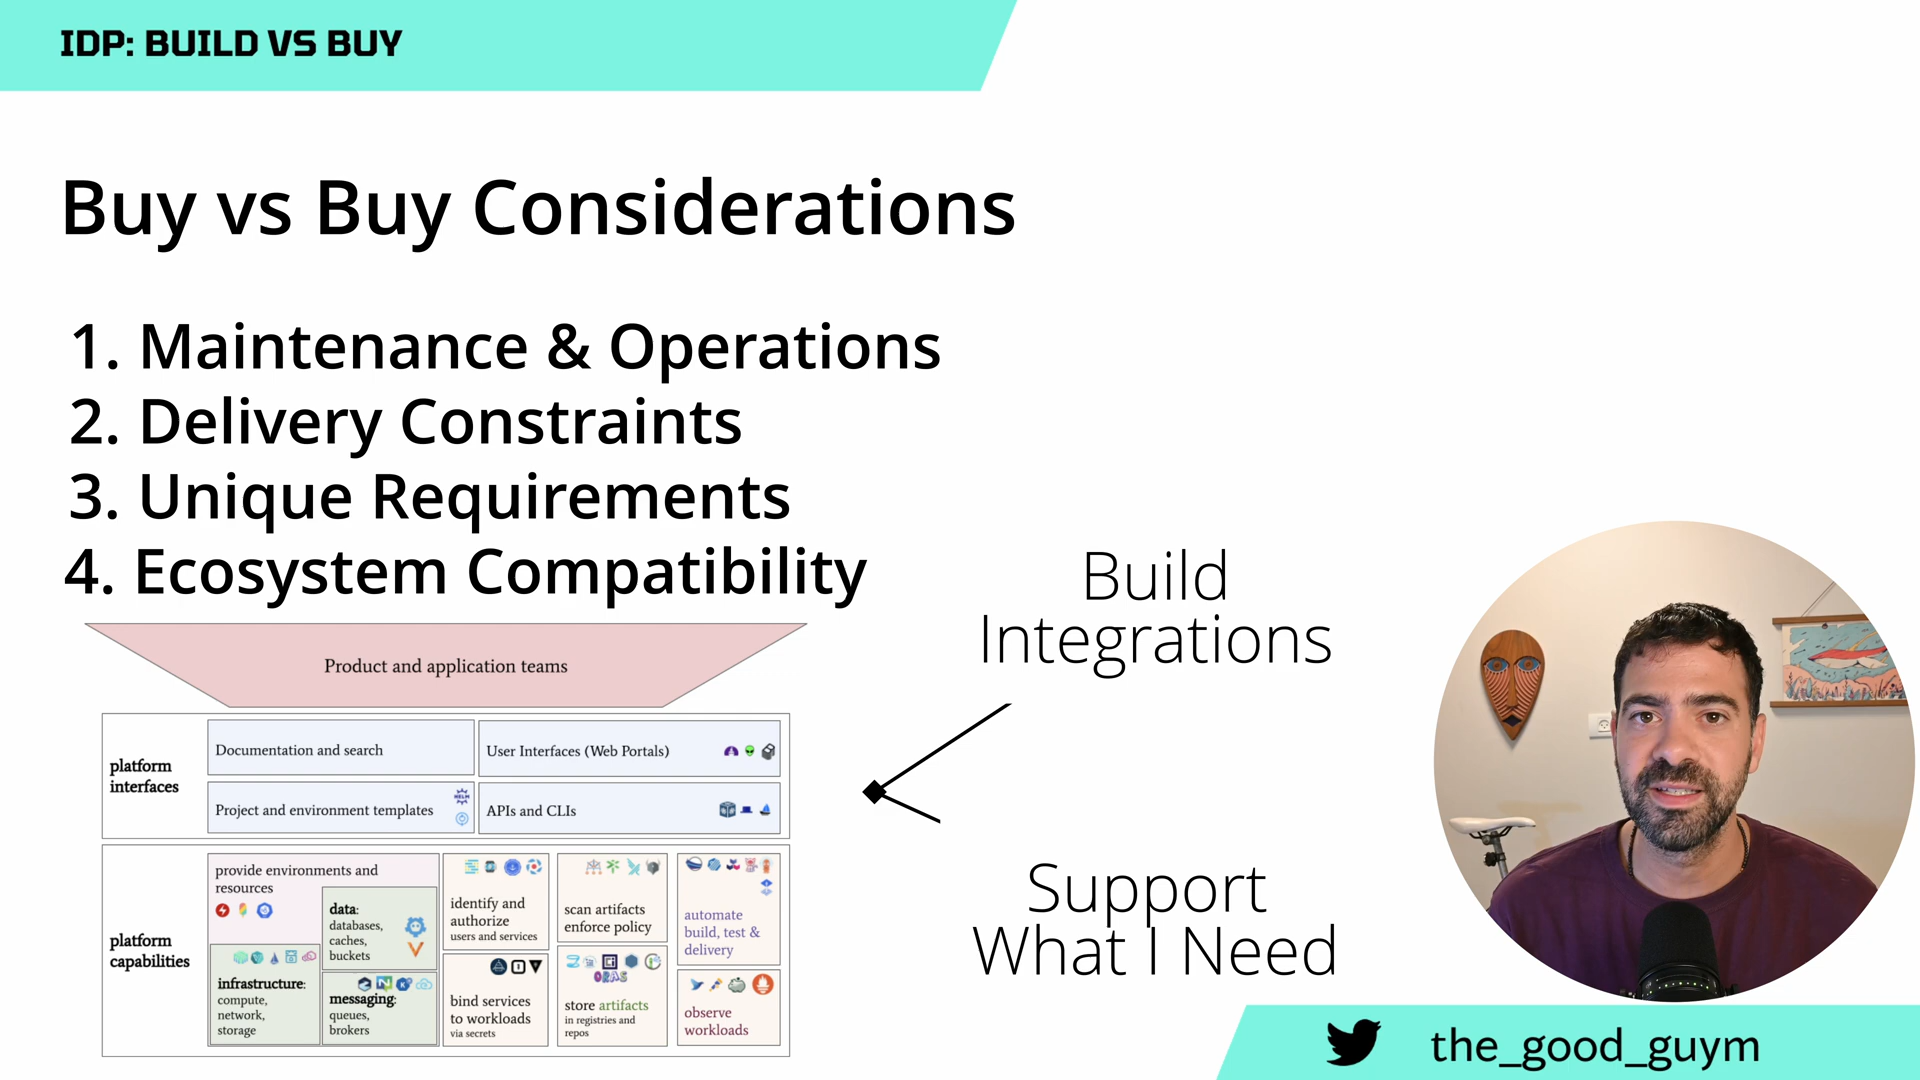 IDP: BUILD VS BUY
Buy vs Buy Considerations
1. Maintenance & Operations
2. Delivery Constraints
3. Unique Requirements
4. Ecosystem Compatibility
Product and application teams
platform
interfaces
Documentation and search
User Interfaces (Web Portals)
Project and environment templates
HELM
APIs and CLIs
platform
capabilities
provide environments and
resources
data:
databases,
caches,
buckets
infrastructure:
compute,
network,
storage
messaging:
queues,
brokers
identify and
authorize
users and services
bind services
to workloads
via secrets
scan artifacts
enforce policy
ORAS
store artifacts
in registries and
repos
automate
build, test &
delivery
observe
workloads
Build
Integrations
Support
What I Need
the_good_guym